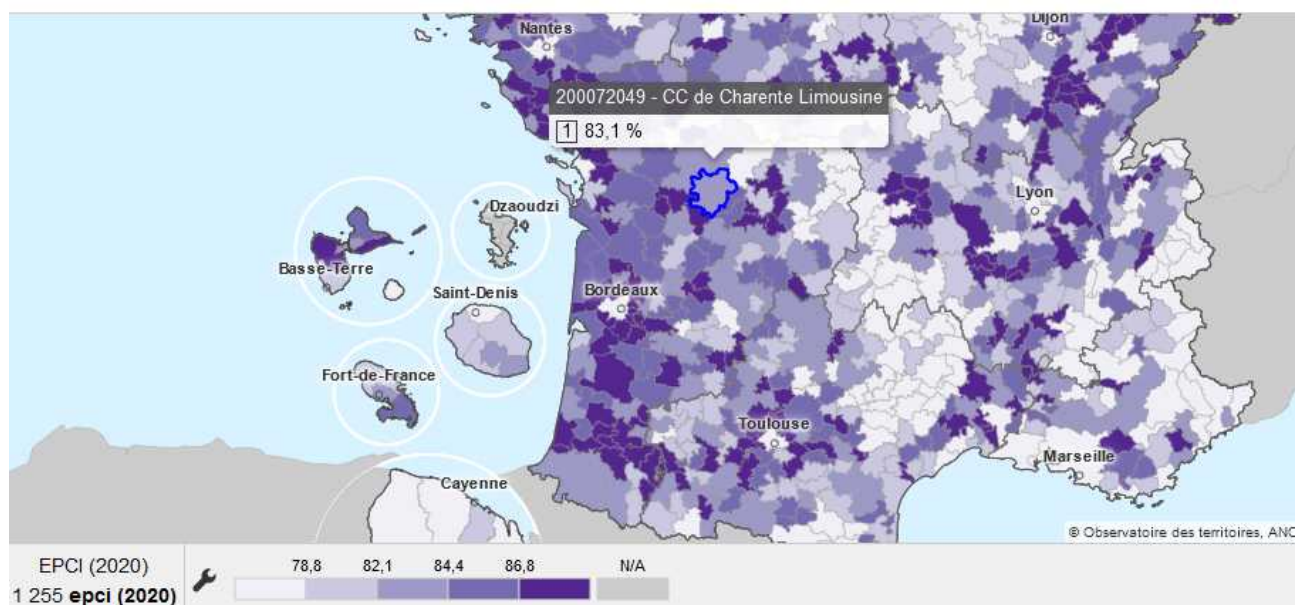 Nantes
Dijon
200072049 - CC de Charente Limousine
1 83,1 %
Lyon
Dzaoudzi
Basse-Terre
Saint-Denis
Bordeaux
Fort-de-France
Toulouse
Marseille
Cayenne
© Observatoire des territoires, ANC
EPCI (2020)
1 255 epci (2020)
78,8 82,1 84,4 86,8 N/A